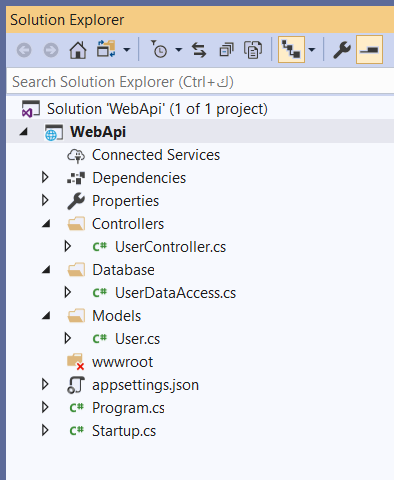 Solution Explorer
Search Solution Explorer (Ctrl+ك)
Solution 'WebApi' (1 of 1 project)
WebApi
Connected Services
Dependencies
Properties
Controllers
C# UserController.cs
Database
C# UserDataAccess.cs
Models
C# User.cs
wwwroot
appsettings.json
C# Program.cs
C# Startup.cs